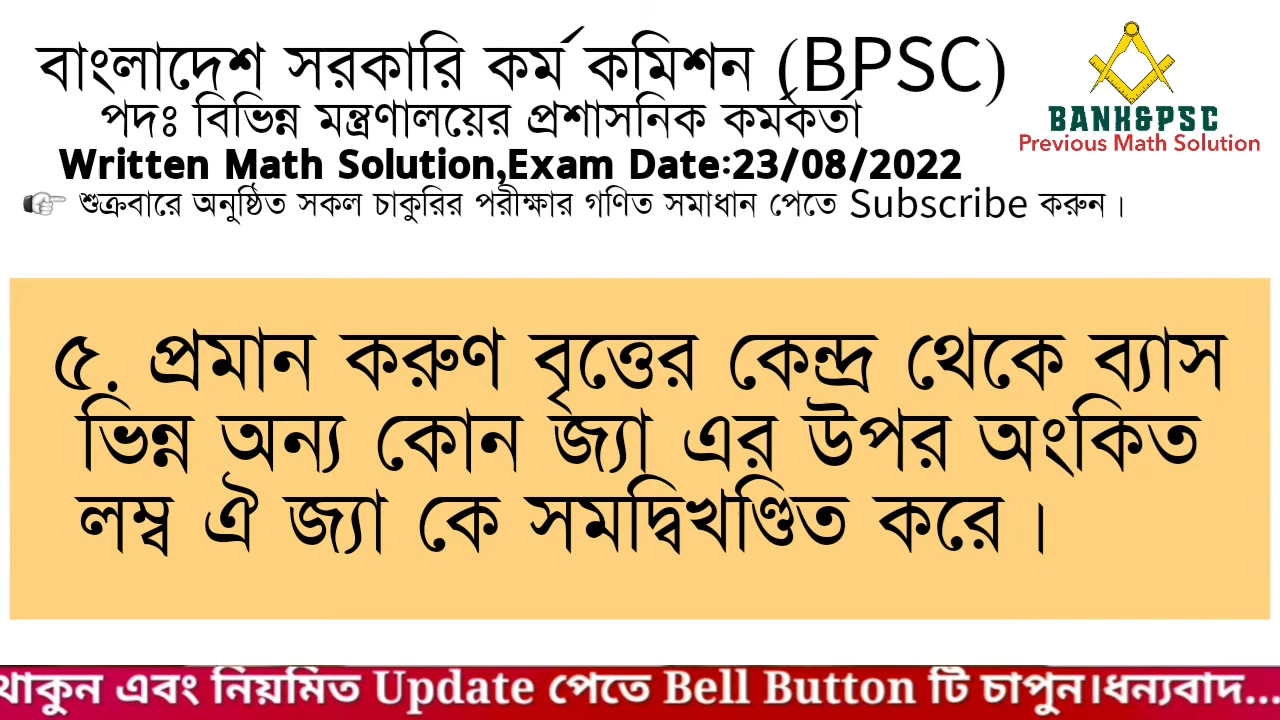 বাংলাদেশ সরকারি কর্ম কমিশন (BPSC)
পদঃ বিভিন্ন মন্ত্রণালয়ের প্রশাসনিক কর্মকর্তা
Written Math Solution,Exam Date:23/08/2022
শুক্রবারে অনুষ্ঠিত সকল চাকুরির পরীক্ষার গণিত সমাধান পেতে Subscribe করুন।
BANK&PSC
Previous Math Solution
৫. প্রমান করুণ বৃত্তের কেন্দ্র থেকে ব্যাস
ভিন্ন অন্য কোন জ্যা এর উপর অংকিত
লম্ব ঐ জ্যা কে সমদ্বিখণ্ডিত করে।
থাকুন এবং নিয়মিত Update পেতে Bell Button টি চাপুন।ধন্যবাদ...